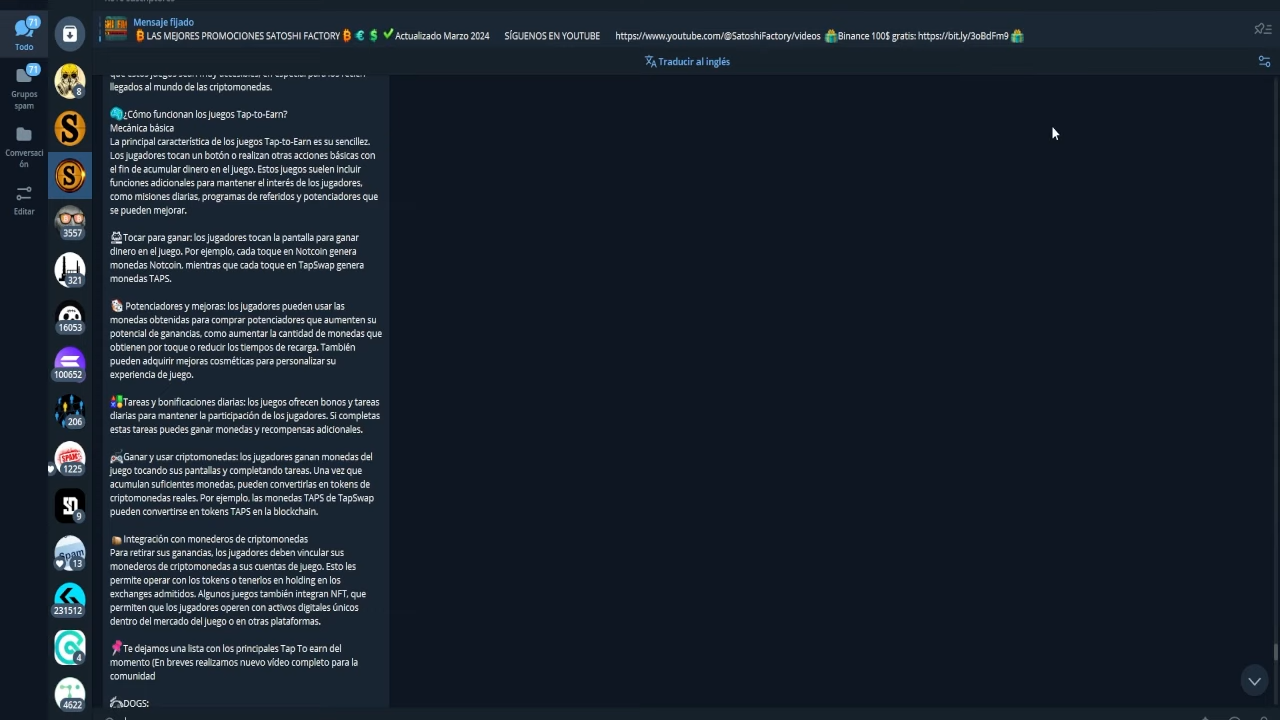 71
Todo
71
Grupos
spam
Conversaci
ón
Editar
8
3557
321
16053
100652
206
1225
9
13
231512
4
4622
Mensaje fijado
LAS MEJORES PROMOCIONES SATOSHI FACTORY Actualizado Marzo 2024 SÍGUENOS EN YOUTUBE https://www.youtube.com/@SatoshiFactory/videos Binance 100$ gratis: https://bit.ly/3oBdFm9
Traducir al inglés
llegados al mundo de las criptomonedas.
¿Cómo funcionan los juegos Tap-to-Earn?
Mecánica básica
La principal característica de los juegos Tap-to-Earn es su sencillez.
Los jugadores tocan un botón o realizan otras acciones básicas con
el fin de acumular dinero en el juego. Estos juegos suelen incluir
funciones adicionales para mantener el interés de los jugadores,
como misiones diarias, programas de referidos y potenciadores que
se pueden mejorar.
Tocar para ganar: los jugadores tocan la pantalla para ganar
dinero en el juego. Por ejemplo, cada toque en Notcoin genera
monedas Notcoin, mientras que cada toque en TapSwap genera
monedas TAPS.
Potenciadores y mejoras: los jugadores pueden usar las
monedas obtenidas para comprar potenciadores que aumenten su
potencial de ganancias, como aumentar la cantidad de monedas que
obtienen por toque o reducir los tiempos de recarga. También
pueden adquirir mejoras cosméticas para personalizar su
experiencia de juego.
Tareas y bonificaciones diarias: los juegos ofrecen bonos y tareas
diarias para mantener la participación de los jugadores. Si completas
estas tareas puedes ganar monedas y recompensas adicionales.
Ganar y usar criptomonedas: los jugadores ganan monedas del
juego tocando sus pantallas y completando tareas. Una vez que
acumulan suficientes monedas, pueden convertirlas en tokens de
criptomonedas reales. Por ejemplo, las monedas TAPS de TapSwap
pueden convertirse en tokens TAPS en la blockchain.
Integración con monederos de criptomonedas
Para retirar sus ganancias, los jugadores deben vincular sus
monederos de criptomonedas a sus cuentas de juego. Esto les
permite operar con los tokens o tenerlos en holding en los
exchanges admitidos. Algunos juegos también integran NFT, que
permiten que los jugadores operen con activos digitales únicos
dentro del mercado del juego o en otras plataformas.
Te dejamos una lista con los principales Tap To earn del
momento (En breves realizamos nuevo vídeo completo para la
comunidad
DOGS: